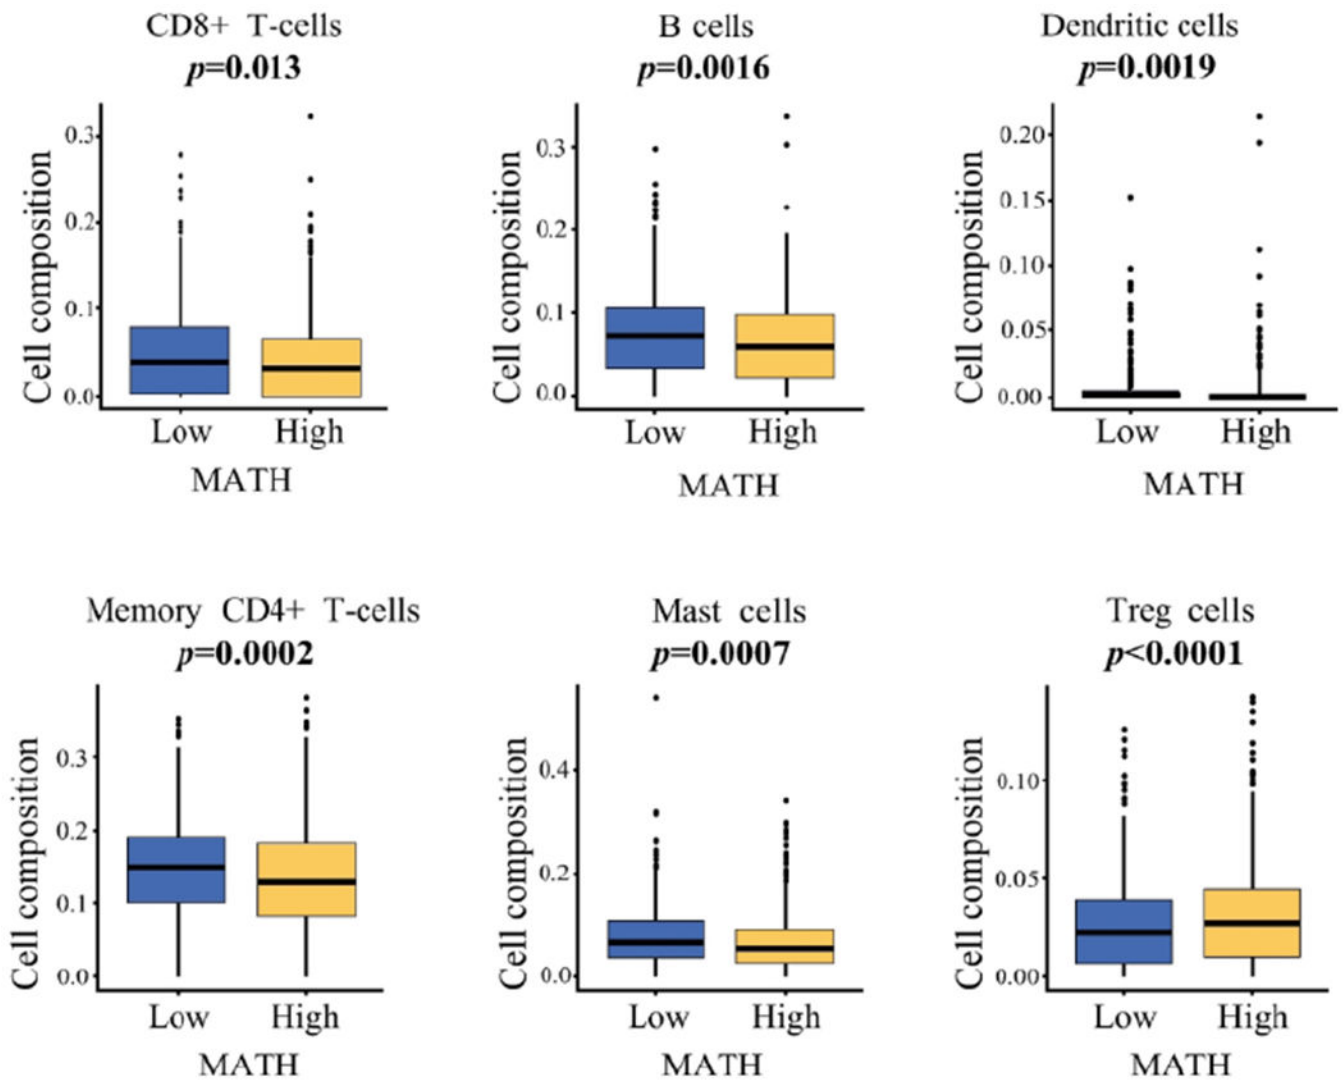 CD8+ T-cells
p=0.013
Cell composition
0.3
0.2
0.1
0.0
Low High
MATH
B cells
p=0.0016
Cell composition
0.3
0.2
0.1
0.0
Low High
MATH
Dendritic cells
p=0.0019
Cell composition
0.20
0.15
0.10
0.05
0.00
Low High
MATH
Memory CD4+ T-cells
p=0.0002
Cell composition
0.3
0.2
0.1
0.0
Low High
MATH
Mast cells
p=0.0007
Cell composition
0.4
0.2
0.0
Low High
MATH
Treg cells
p<0.0001
Cell composition
0.10
0.05
0.00
Low High
MATH